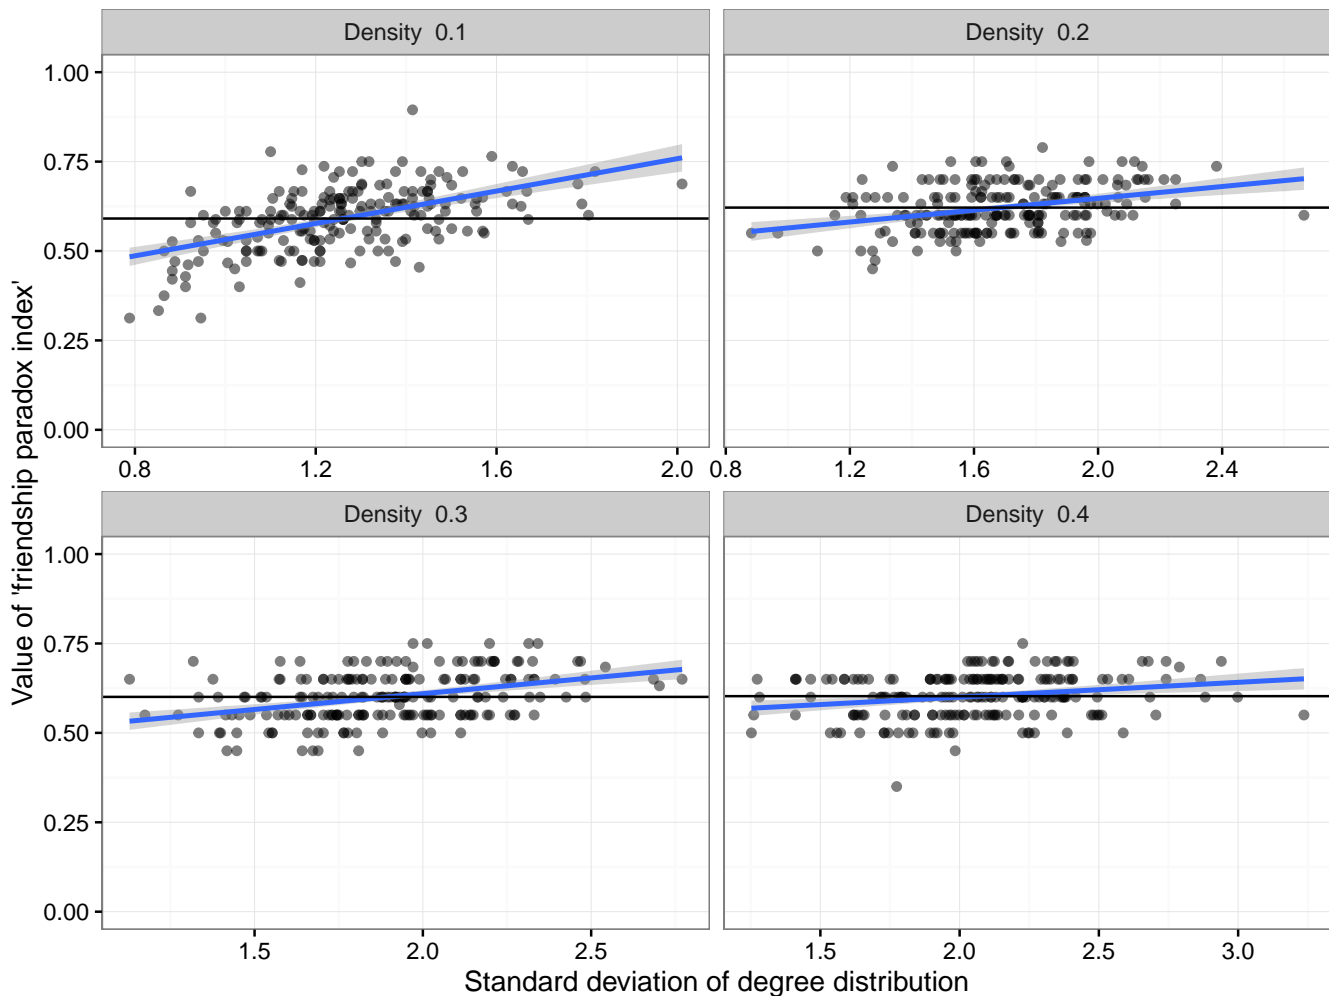 Density 0.1
Density 0.2
1.00
0.75
0.50
0.25
0.00
0.8 1.2 1.6 2.0
0.8 1.2 1.6 2.0 2.4
Density 0.3
Density 0.4
1.00
0.75
0.50
0.25
0.00
1.5 2.0 2.5
1.5 2.0 2.5 3.0
Value of 'friendship paradox index'
Standard deviation of degree distribution